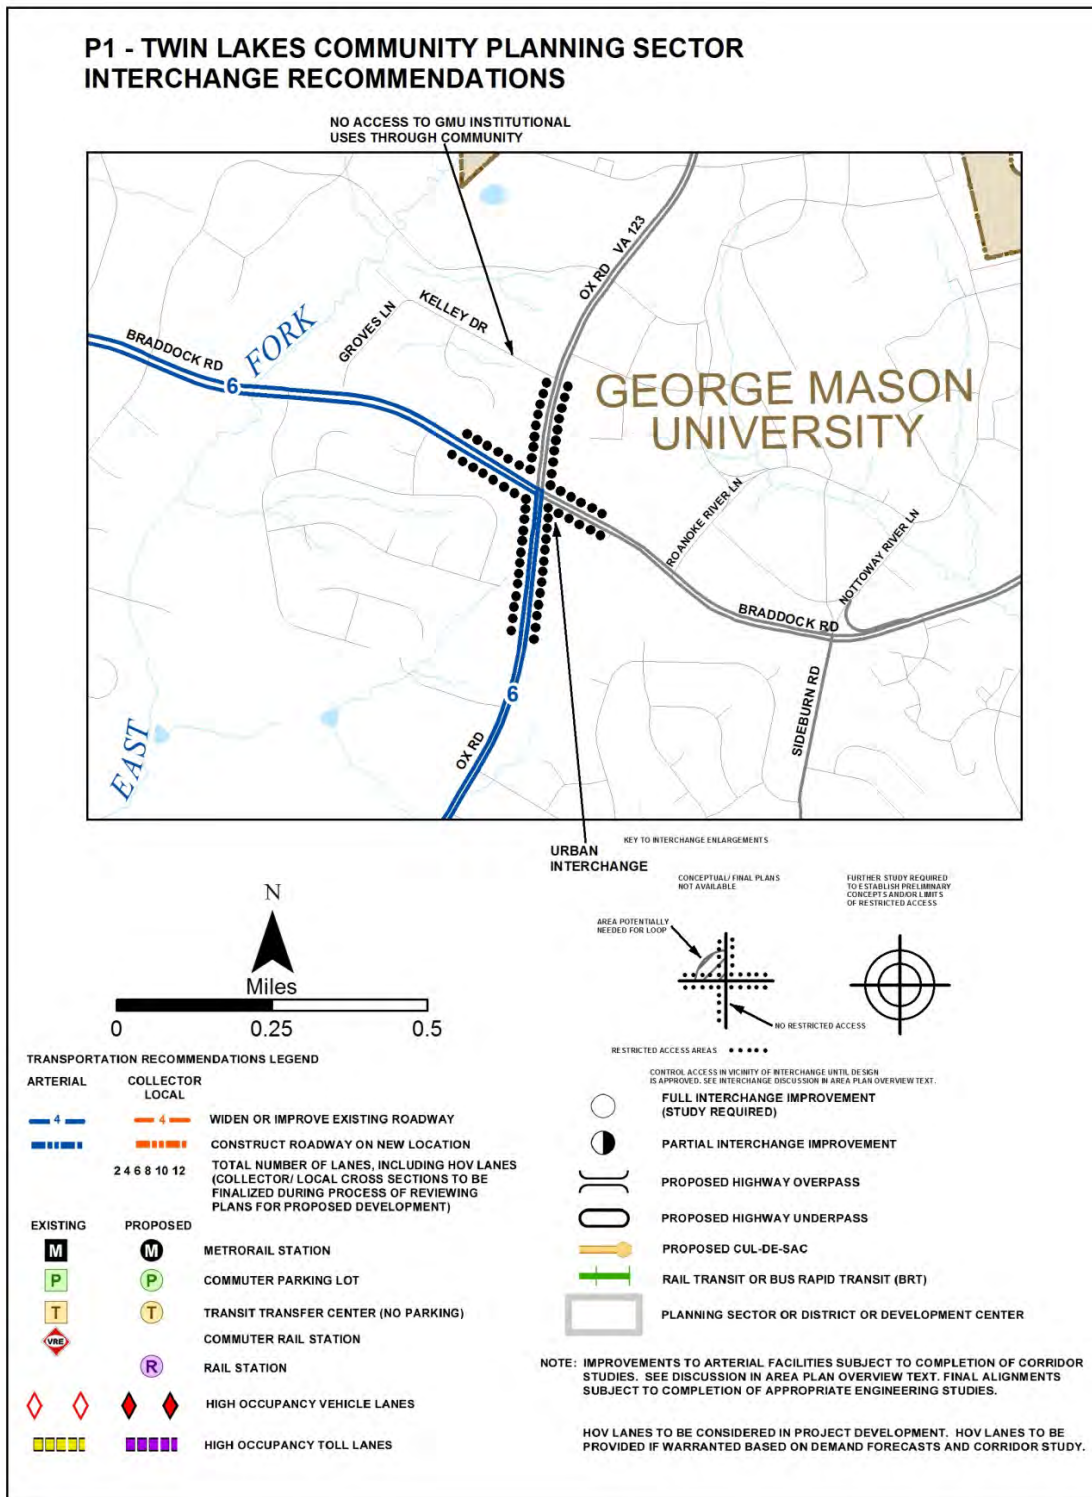 P1 - TWIN LAKES COMMUNITY PLANNING SECTOR
INTERCHANGE RECOMMENDATIONS
NO ACCESS TO GMU INSTITUTIONAL
USES THROUGH COMMUNITY
OX RD VA 123
KELLEY DR
GROVES LN
BRADDOCK RD
FORK
6
GEORGE MASON
UNIVERSITY
ROANOKE RIVER LN
NOTTOWAY RIVER LN
BRADDOCK RD
SIDEBURN RD
6
OX RD
EAST
URBAN
INTERCHANGE
KEY TO INTERCHANGE ENLARGEMENTS
CONCEPTUAL/ FINAL PLANS
NOT AVAILABLE
FURTHER STUDY REQUIRED
TO ESTABLISH PRELIMINARY
CONCEPTS AND/OR LIMITS
OF RESTRICTED ACCESS
AREA POTENTIALLY
NEEDED FOR LOOP
NO RESTRICTED ACCESS
RESTRICTED ACCESS AREAS
CONTROL ACCESS IN VICINITY OF INTERCHANGE UNTIL DESIGN
IS APPROVED. SEE INTERCHANGE DISCUSSION IN AREA PLAN OVERVIEW TEXT.
N
Miles
0 0.25 0.5
TRANSPORTATION RECOMMENDATIONS LEGEND
ARTERIAL COLLECTOR
LOCAL
4 4 WIDEN OR IMPROVE EXISTING ROADWAY
CONSTRUCT ROADWAY ON NEW LOCATION
2 4 6 8 10 12 TOTAL NUMBER OF LANES, INCLUDING HOV LANES
(COLLECTOR/ LOCAL CROSS SECTIONS TO BE
FINALIZED DURING PROCESS OF REVIEWING
PLANS FOR PROPOSED DEVELOPMENT)
EXISTING PROPOSED
M M METRORAIL STATION
P P COMMUTER PARKING LOT
T T TRANSIT TRANSFER CENTER (NO PARKING)
VRE COMMUTER RAIL STATION
R RAIL STATION
HIGH OCCUPANCY VEHICLE LANES
HIGH OCCUPANCY TOLL LANES
FULL INTERCHANGE IMPROVEMENT
(STUDY REQUIRED)
PARTIAL INTERCHANGE IMPROVEMENT
PROPOSED HIGHWAY OVERPASS
PROPOSED HIGHWAY UNDERPASS
PROPOSED CUL-DE-SAC
RAIL TRANSIT OR BUS RAPID TRANSIT (BRT)
PLANNING SECTOR OR DISTRICT OR DEVELOPMENT CENTER
NOTE: IMPROVEMENTS TO ARTERIAL FACILITIES SUBJECT TO COMPLETION OF CORRIDOR
STUDIES. SEE DISCUSSION IN AREA PLAN OVERVIEW TEXT. FINAL ALIGNMENTS
SUBJECT TO COMPLETION OF APPROPRIATE ENGINEERING STUDIES.
HOV LANES TO BE CONSIDERED IN PROJECT DEVELOPMENT. HOV LANES TO BE
PROVIDED IF WARRANTED BASED ON DEMAND FORECASTS AND CORRIDOR STUDY.